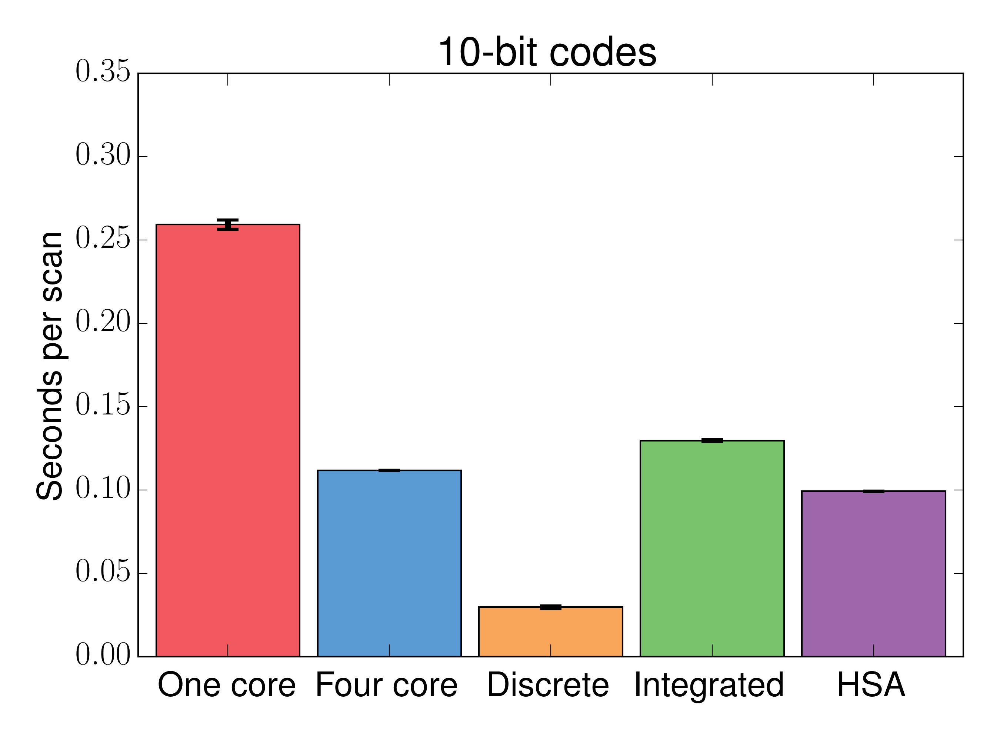 10-bit codes
Seconds per scan
0.35
0.30
0.25
0.20
0.15
0.10
0.05
0.00
One core Four core Discrete Integrated HSA